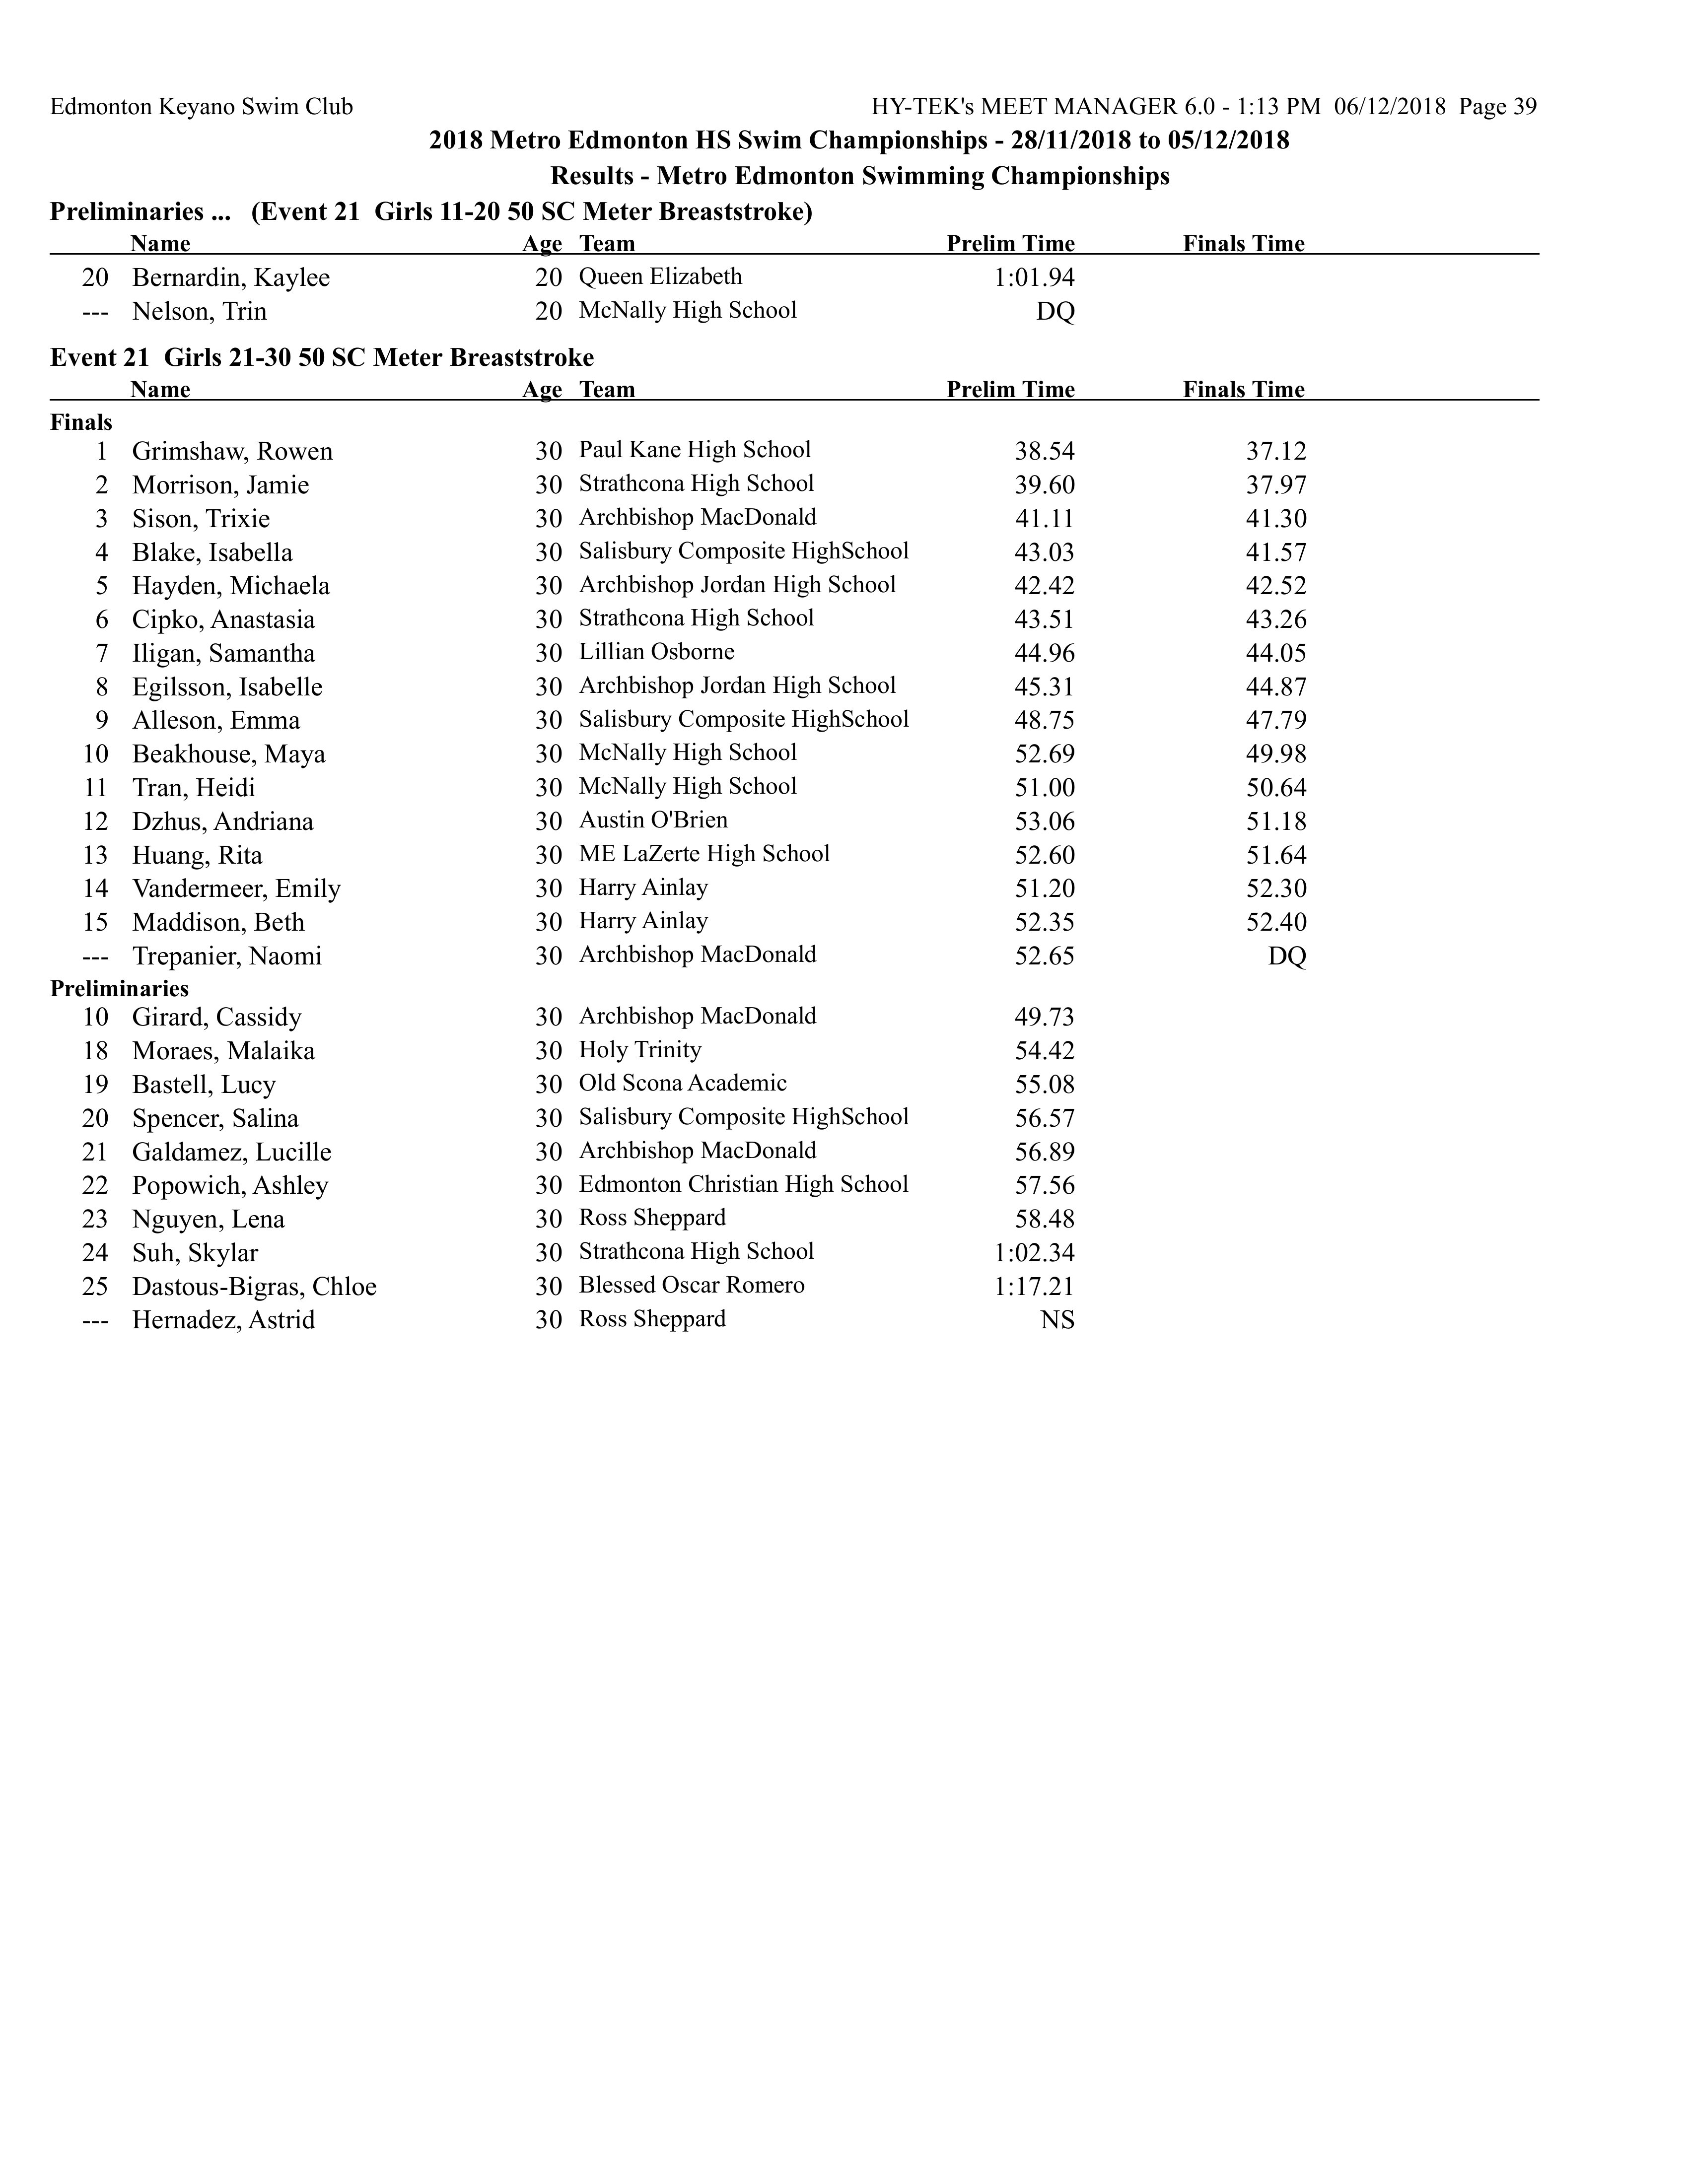 Edmonton Keyano Swim Club HY-TEK's MEET MANAGER 6.0 - 1:13 PM 06/12/2018 Page 39
2018 Metro Edmonton HS Swim Championships - 28/11/2018 to 05/12/2018
Results - Metro Edmonton Swimming Championships
Preliminaries ... (Event 21 Girls 11-20 50 SC Meter Breaststroke)
Name Age Team Prelim Time Finals Time
20 Bernardin, Kaylee 20 Queen Elizabeth 1:01.94
--- Nelson, Trin 20 McNally High School DQ
Event 21 Girls 21-30 50 SC Meter Breaststroke
Name Age Team Prelim Time Finals Time
Finals
1 Grimshaw, Rowen 30 Paul Kane High School 38.54 37.12
2 Morrison, Jamie 30 Strathcona High School 39.60 37.97
3 Sison, Trixie 30 Archbishop MacDonald 41.11 41.30
4 Blake, Isabella 30 Salisbury Composite HighSchool 43.03 41.57
5 Hayden, Michaela 30 Archbishop Jordan High School 42.42 42.52
6 Cipko, Anastasia 30 Strathcona High School 43.51 43.26
7 Iligan, Samantha 30 Lillian Osborne 44.96 44.05
8 Egilsson, Isabelle 30 Archbishop Jordan High School 45.31 44.87
9 Alleson, Emma 30 Salisbury Composite HighSchool 48.75 47.79
10 Beakhouse, Maya 30 McNally High School 52.69 49.98
11 Tran, Heidi 30 McNally High School 51.00 50.64
12 Dzhus, Andriana 30 Austin O'Brien 53.06 51.18
13 Huang, Rita 30 ME LaZerte High School 52.60 51.64
14 Vandermeer, Emily 30 Harry Ainlay 51.20 52.30
15 Maddison, Beth 30 Harry Ainlay 52.35 52.40
--- Trepanier, Naomi 30 Archbishop MacDonald 52.65 DQ
Preliminaries
10 Girard, Cassidy 30 Archbishop MacDonald 49.73
18 Moraes, Malaika 30 Holy Trinity 54.42
19 Bastell, Lucy 30 Old Scona Academic 55.08
20 Spencer, Salina 30 Salisbury Composite HighSchool 56.57
21 Galdamez, Lucille 30 Archbishop MacDonald 56.89
22 Popowich, Ashley 30 Edmonton Christian High School 57.56
23 Nguyen, Lena 30 Ross Sheppard 58.48
24 Suh, Skylar 30 Strathcona High School 1:02.34
25 Dastous-Bigras, Chloe 30 Blessed Oscar Romero 1:17.21
--- Hernadez, Astrid 30 Ross Sheppard NS